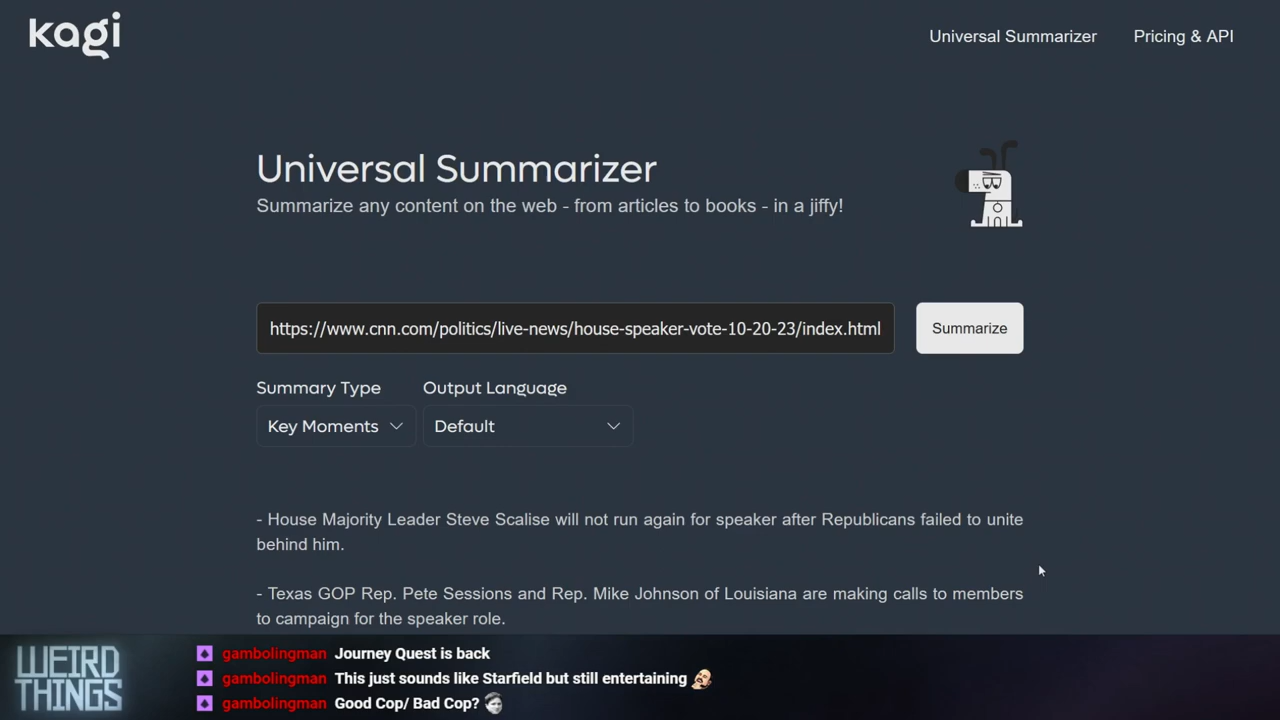 kagi
Universal Summarizer
Pricing & API
Universal Summarizer
Summarize any content on the web - from articles to books - in a jiffy!
https://www.cnn.com/politics/live-news/house-speaker-vote-10-20-23/index.html
Summarize
Summary Type
Output Language
Key Moments
Default
- House Majority Leader Steve Scalise will not run again for speaker after Republicans failed to unite
behind him.
- Texas GOP Rep. Pete Sessions and Rep. Mike Johnson of Louisiana are making calls to members
to campaign for the speaker role.
WEIRD
THINGS
gambolingman Journey Quest is back
gambolingman This just sounds like Starfield but still entertaining
gambolingman Good Cop/ Bad Cop?